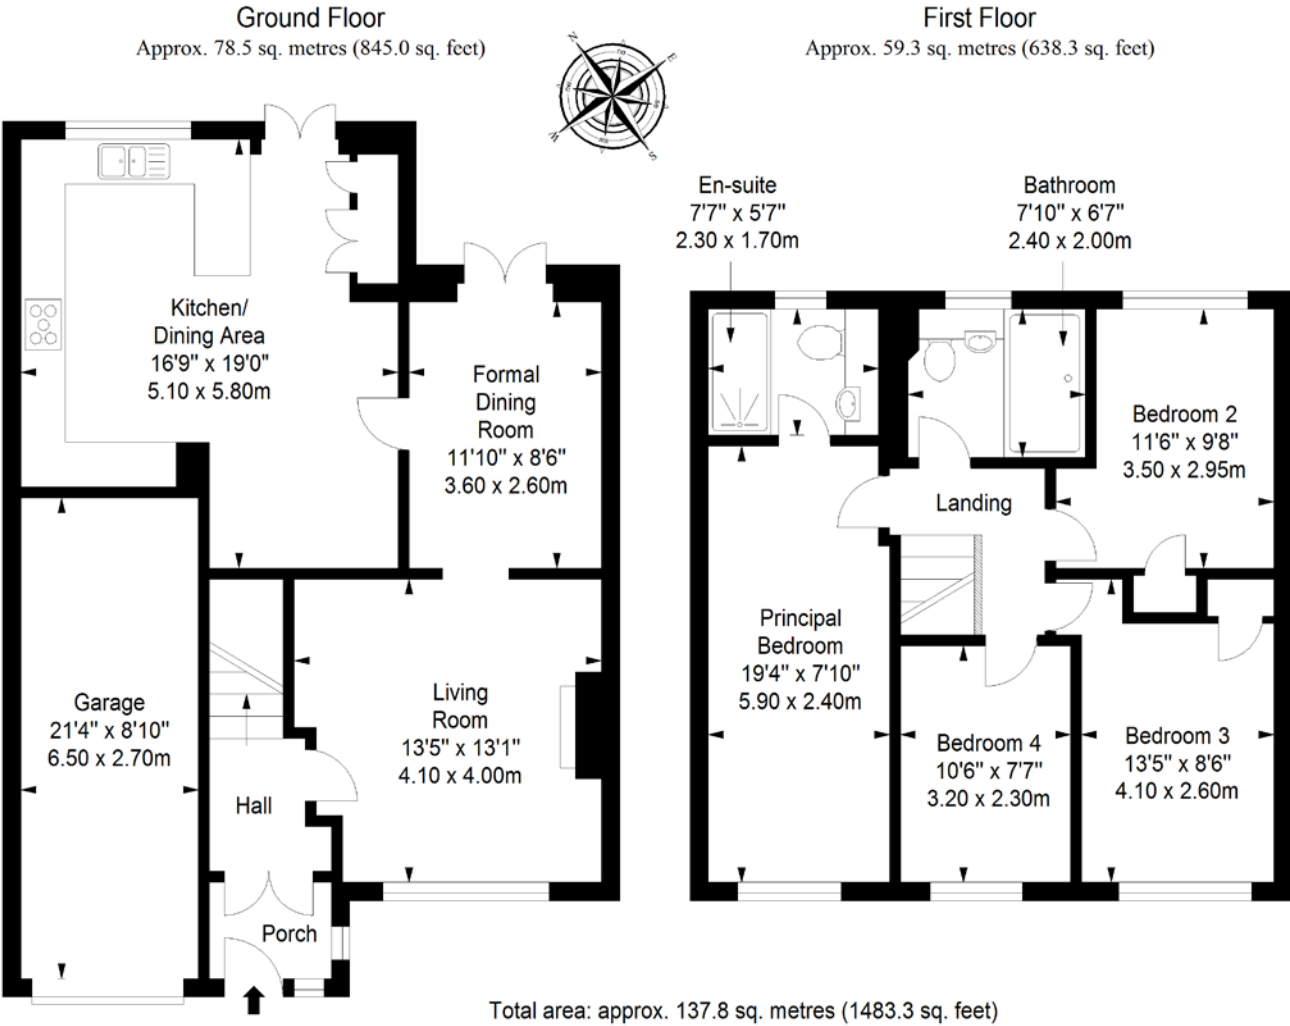 Ground Floor
Approx. 78.5 sq. metres (845.0 sq. feet)
First Floor
Approx. 59.3 sq. metres (638.3 sq. feet)
N
E
S
W
Kitchen/
Dining Area
16'9" x 19'0"
5.10 x 5.80m
Formal
Dining
Room
11'10" x 8'6"
3.60 x 2.60m
Garage
21'4" x 8'10"
6.50 x 2.70m
Living
Room
13'5" x 13'1"
4.10 x 4.00m
Hall
Porch
En-suite
7'7" x 5'7"
2.30 x 1.70m
Bathroom
7'10" x 6'7"
2.40 x 2.00m
Bedroom 2
11'6" x 9'8"
3.50 x 2.95m
Landing
Principal
Bedroom
19'4" x 7'10"
5.90 x 2.40m
Bedroom 4
10'6" x 7'7"
3.20 x 2.30m
Bedroom 3
13'5" x 8'6"
4.10 x 2.60m
Total area: approx. 137.8 sq. metres (1483.3 sq. feet)